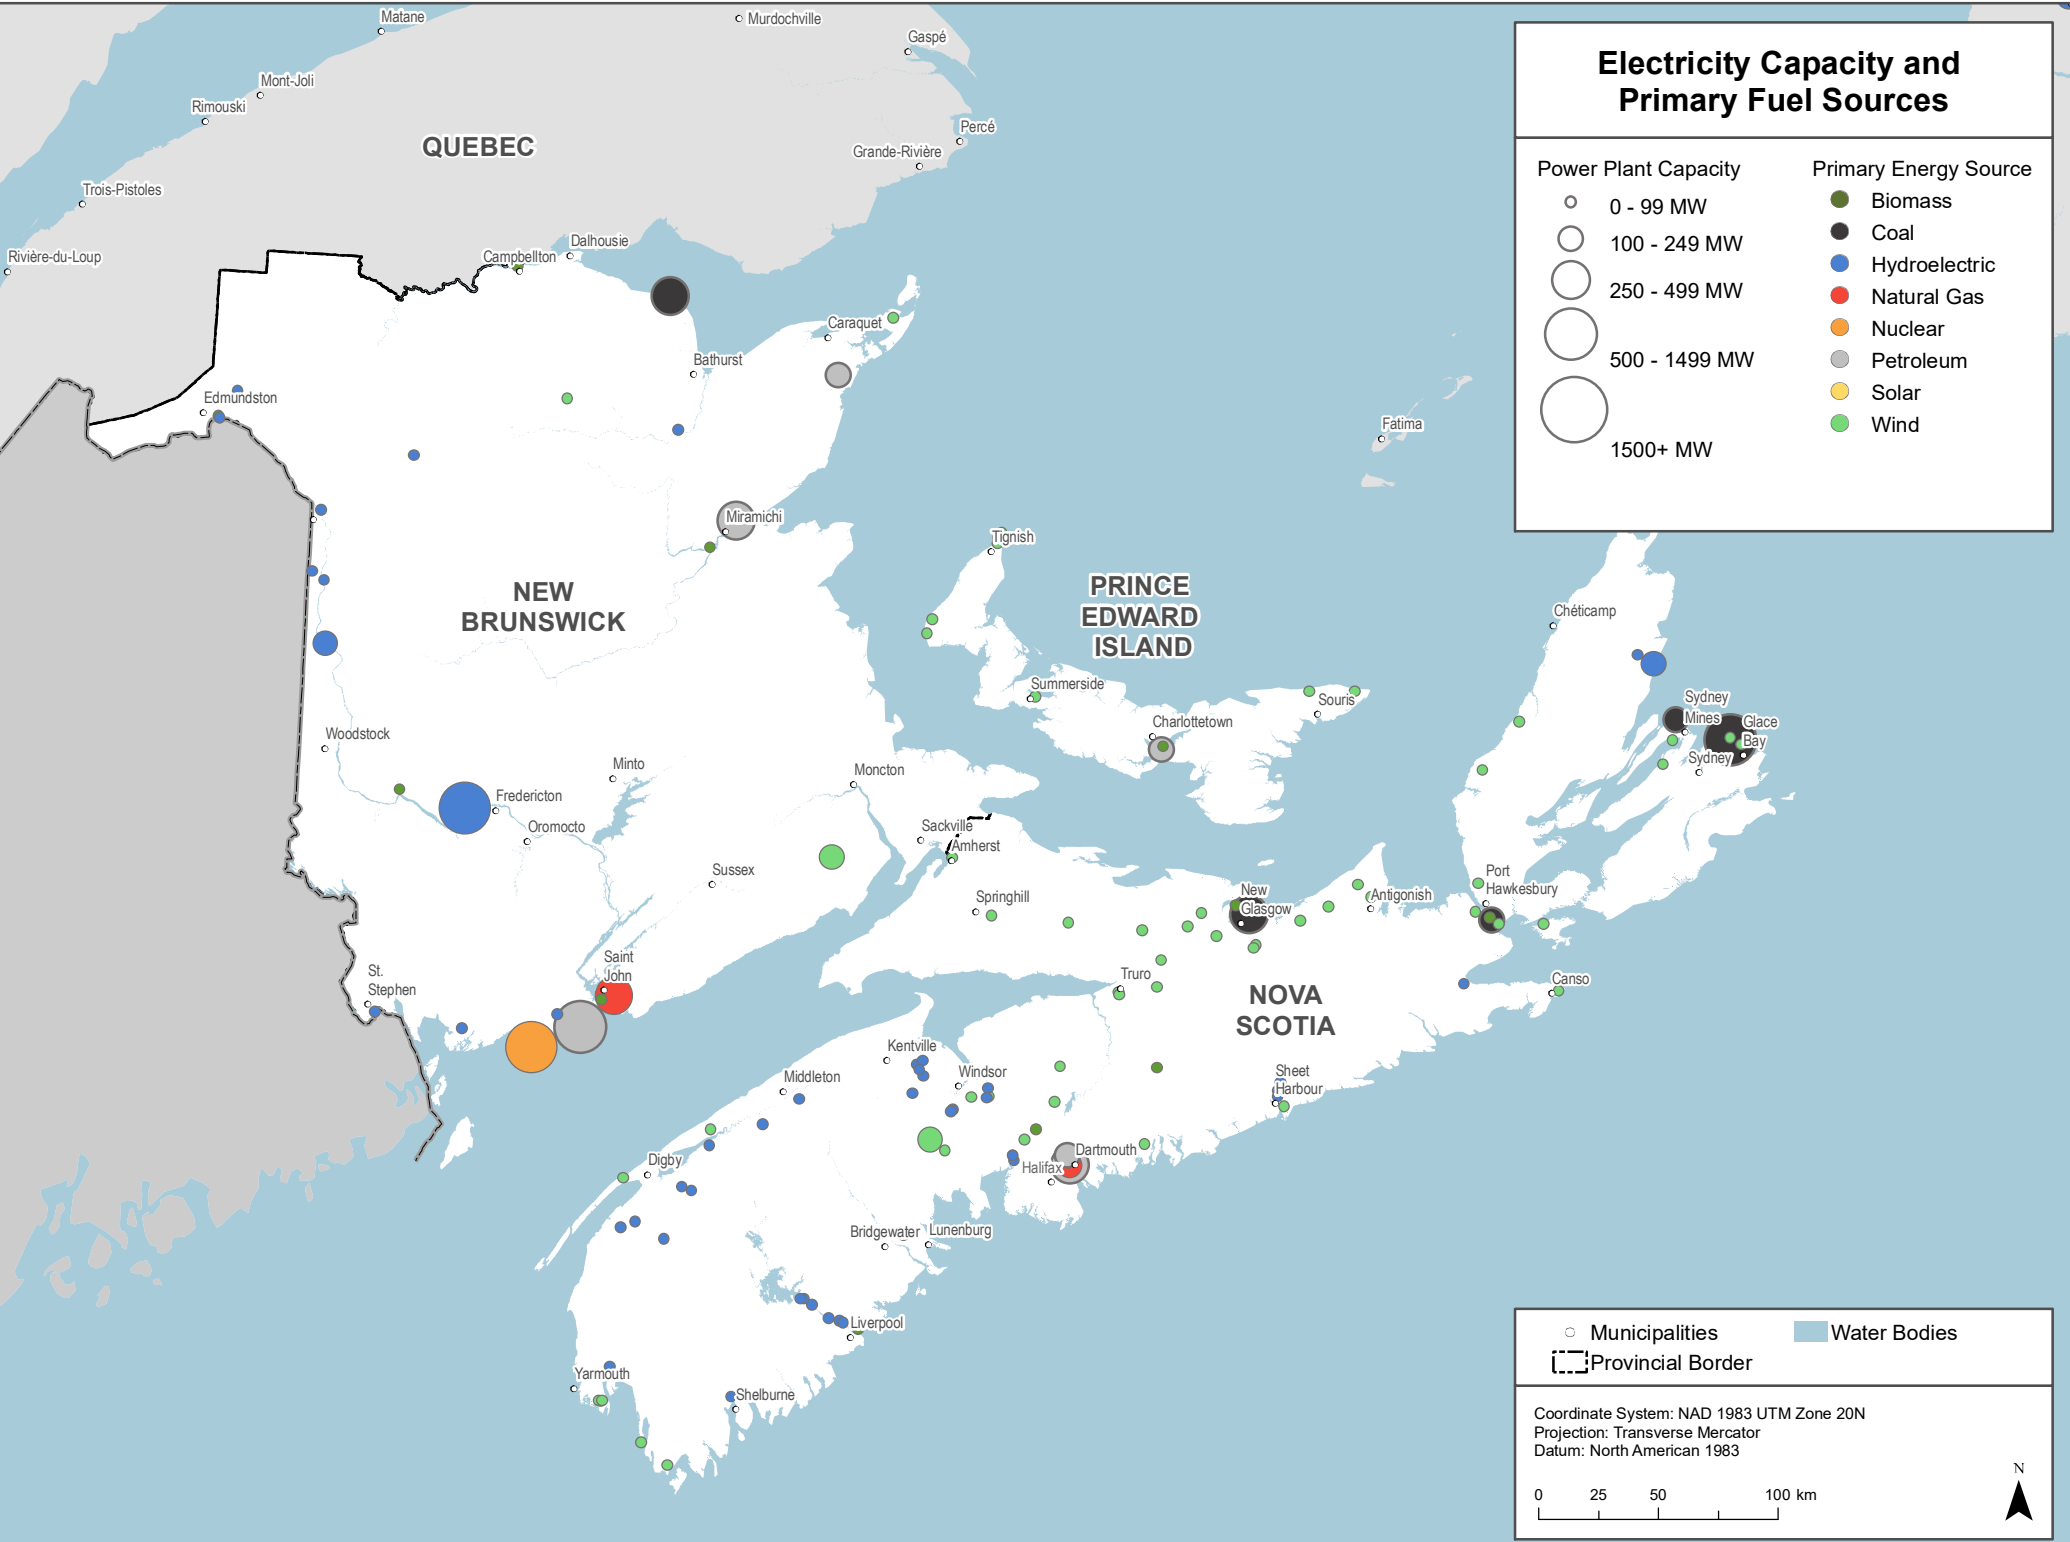 Matane
Murdochville
Gaspé
Mont-Joli
Rimouski
Percé
QUEBEC
Grande-Rivière
Trois-Pistoles
Dalhousie
Rivière-du-Loup
Campbellton
Caraquet
Bathurst
Edmundston
Fatima
Miramichi
Tignish
NEW
BRUNSWICK
PRINCE
EDWARD
ISLAND
Chéticamp
Summerside
Souris
Sydney
Mines
Charlottetown
Glace
Bay
Sydney
Woodstock
Minto
Moncton
Fredericton
Oromocto
Sackville
Amherst
Sussex
Springhill
New
Glasgow
Antigonish
Port
Hawkesbury
Saint
John
St.
Stephen
Truro
Canso
NOVA
SCOTIA
Kentville
Windsor
Middleton
Sheet
Harbour
Digby
Dartmouth
Halifax
Bridgewater
Lunenburg
Liverpool
Yarmouth
Shelburne
Electricity Capacity and
Primary Fuel Sources
Power Plant Capacity
0 - 99 MW
100 - 249 MW
250 - 499 MW
500 - 1499 MW
1500+ MW
Primary Energy Source
Biomass
Coal
Hydroelectric
Natural Gas
Nuclear
Petroleum
Solar
Wind
Municipalities
Water Bodies
Provincial Border
Coordinate System: NAD 1983 UTM Zone 20N
Projection: Transverse Mercator
Datum: North American 1983
N
0 25 50 100 km